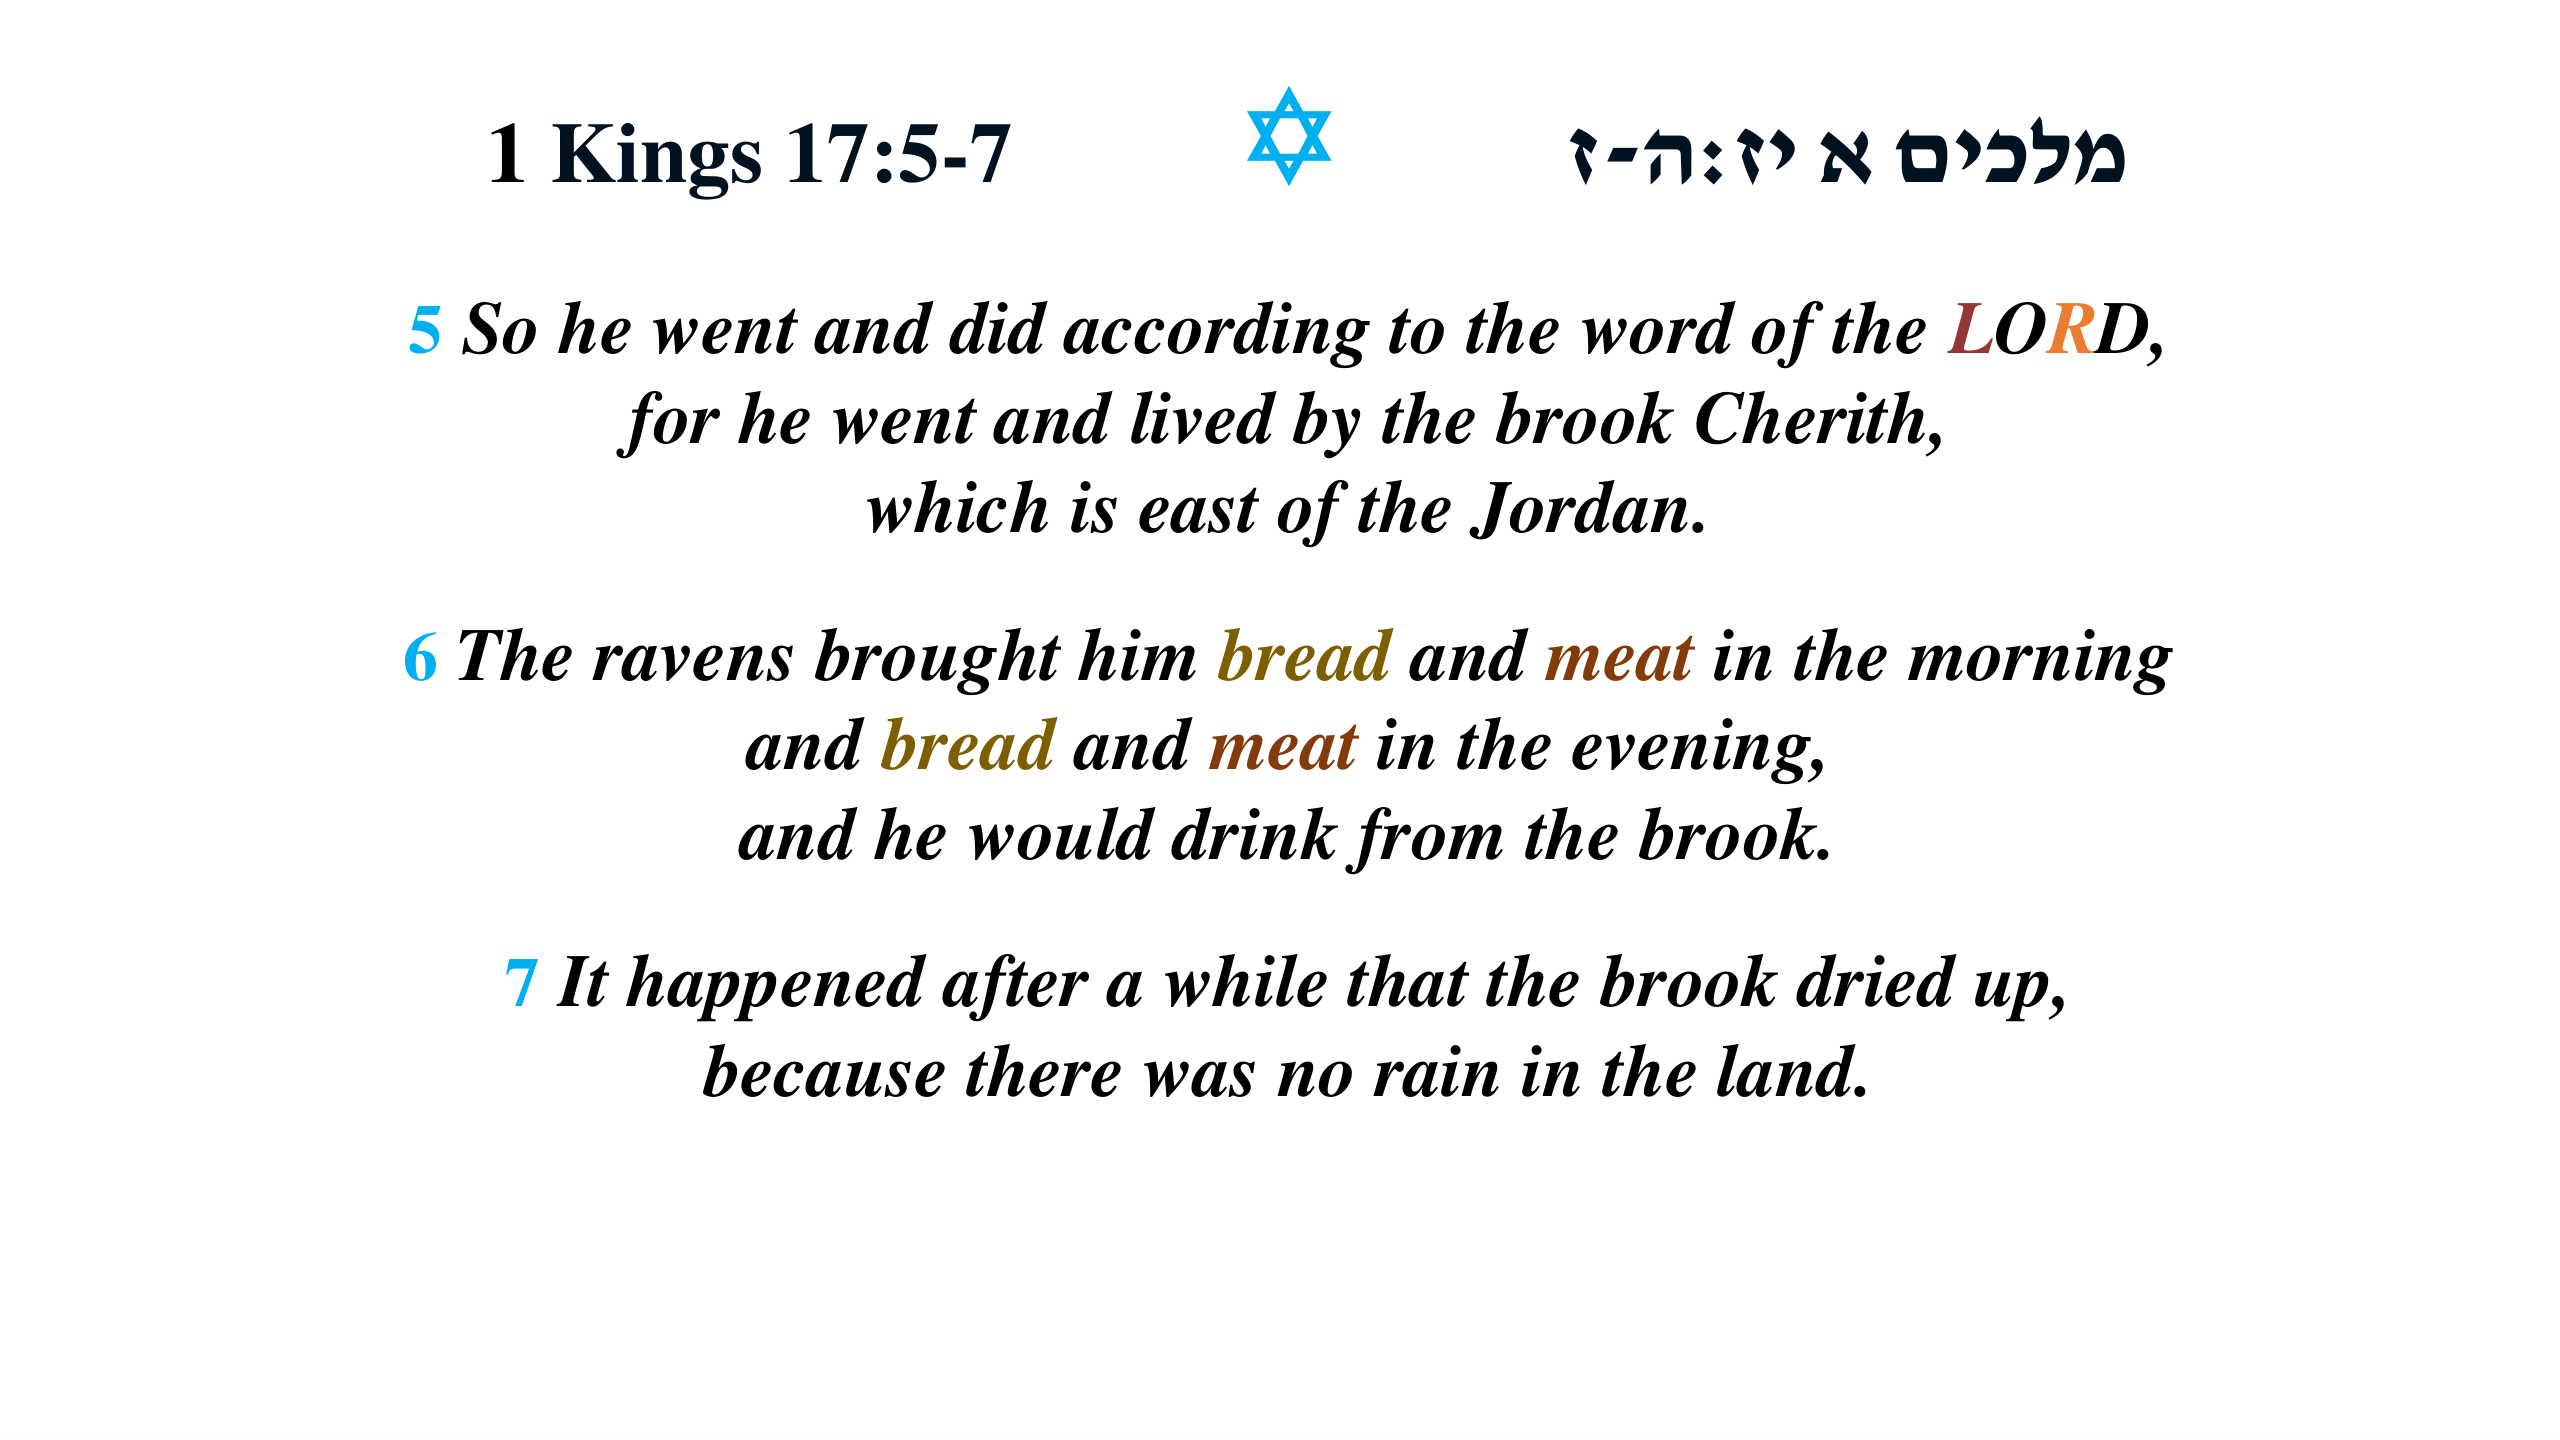 1 Kings 17:5-7 ✡ מלכים א יז:ה-ז
5 So he went and did according to the word of the LORD,
for he went and lived by the brook Cherith,
which is east of the Jordan.
6 The ravens brought him bread and meat in the morning
and bread and meat in the evening,
and he would drink from the brook.
7 It happened after a while that the brook dried up,
because there was no rain in the land.